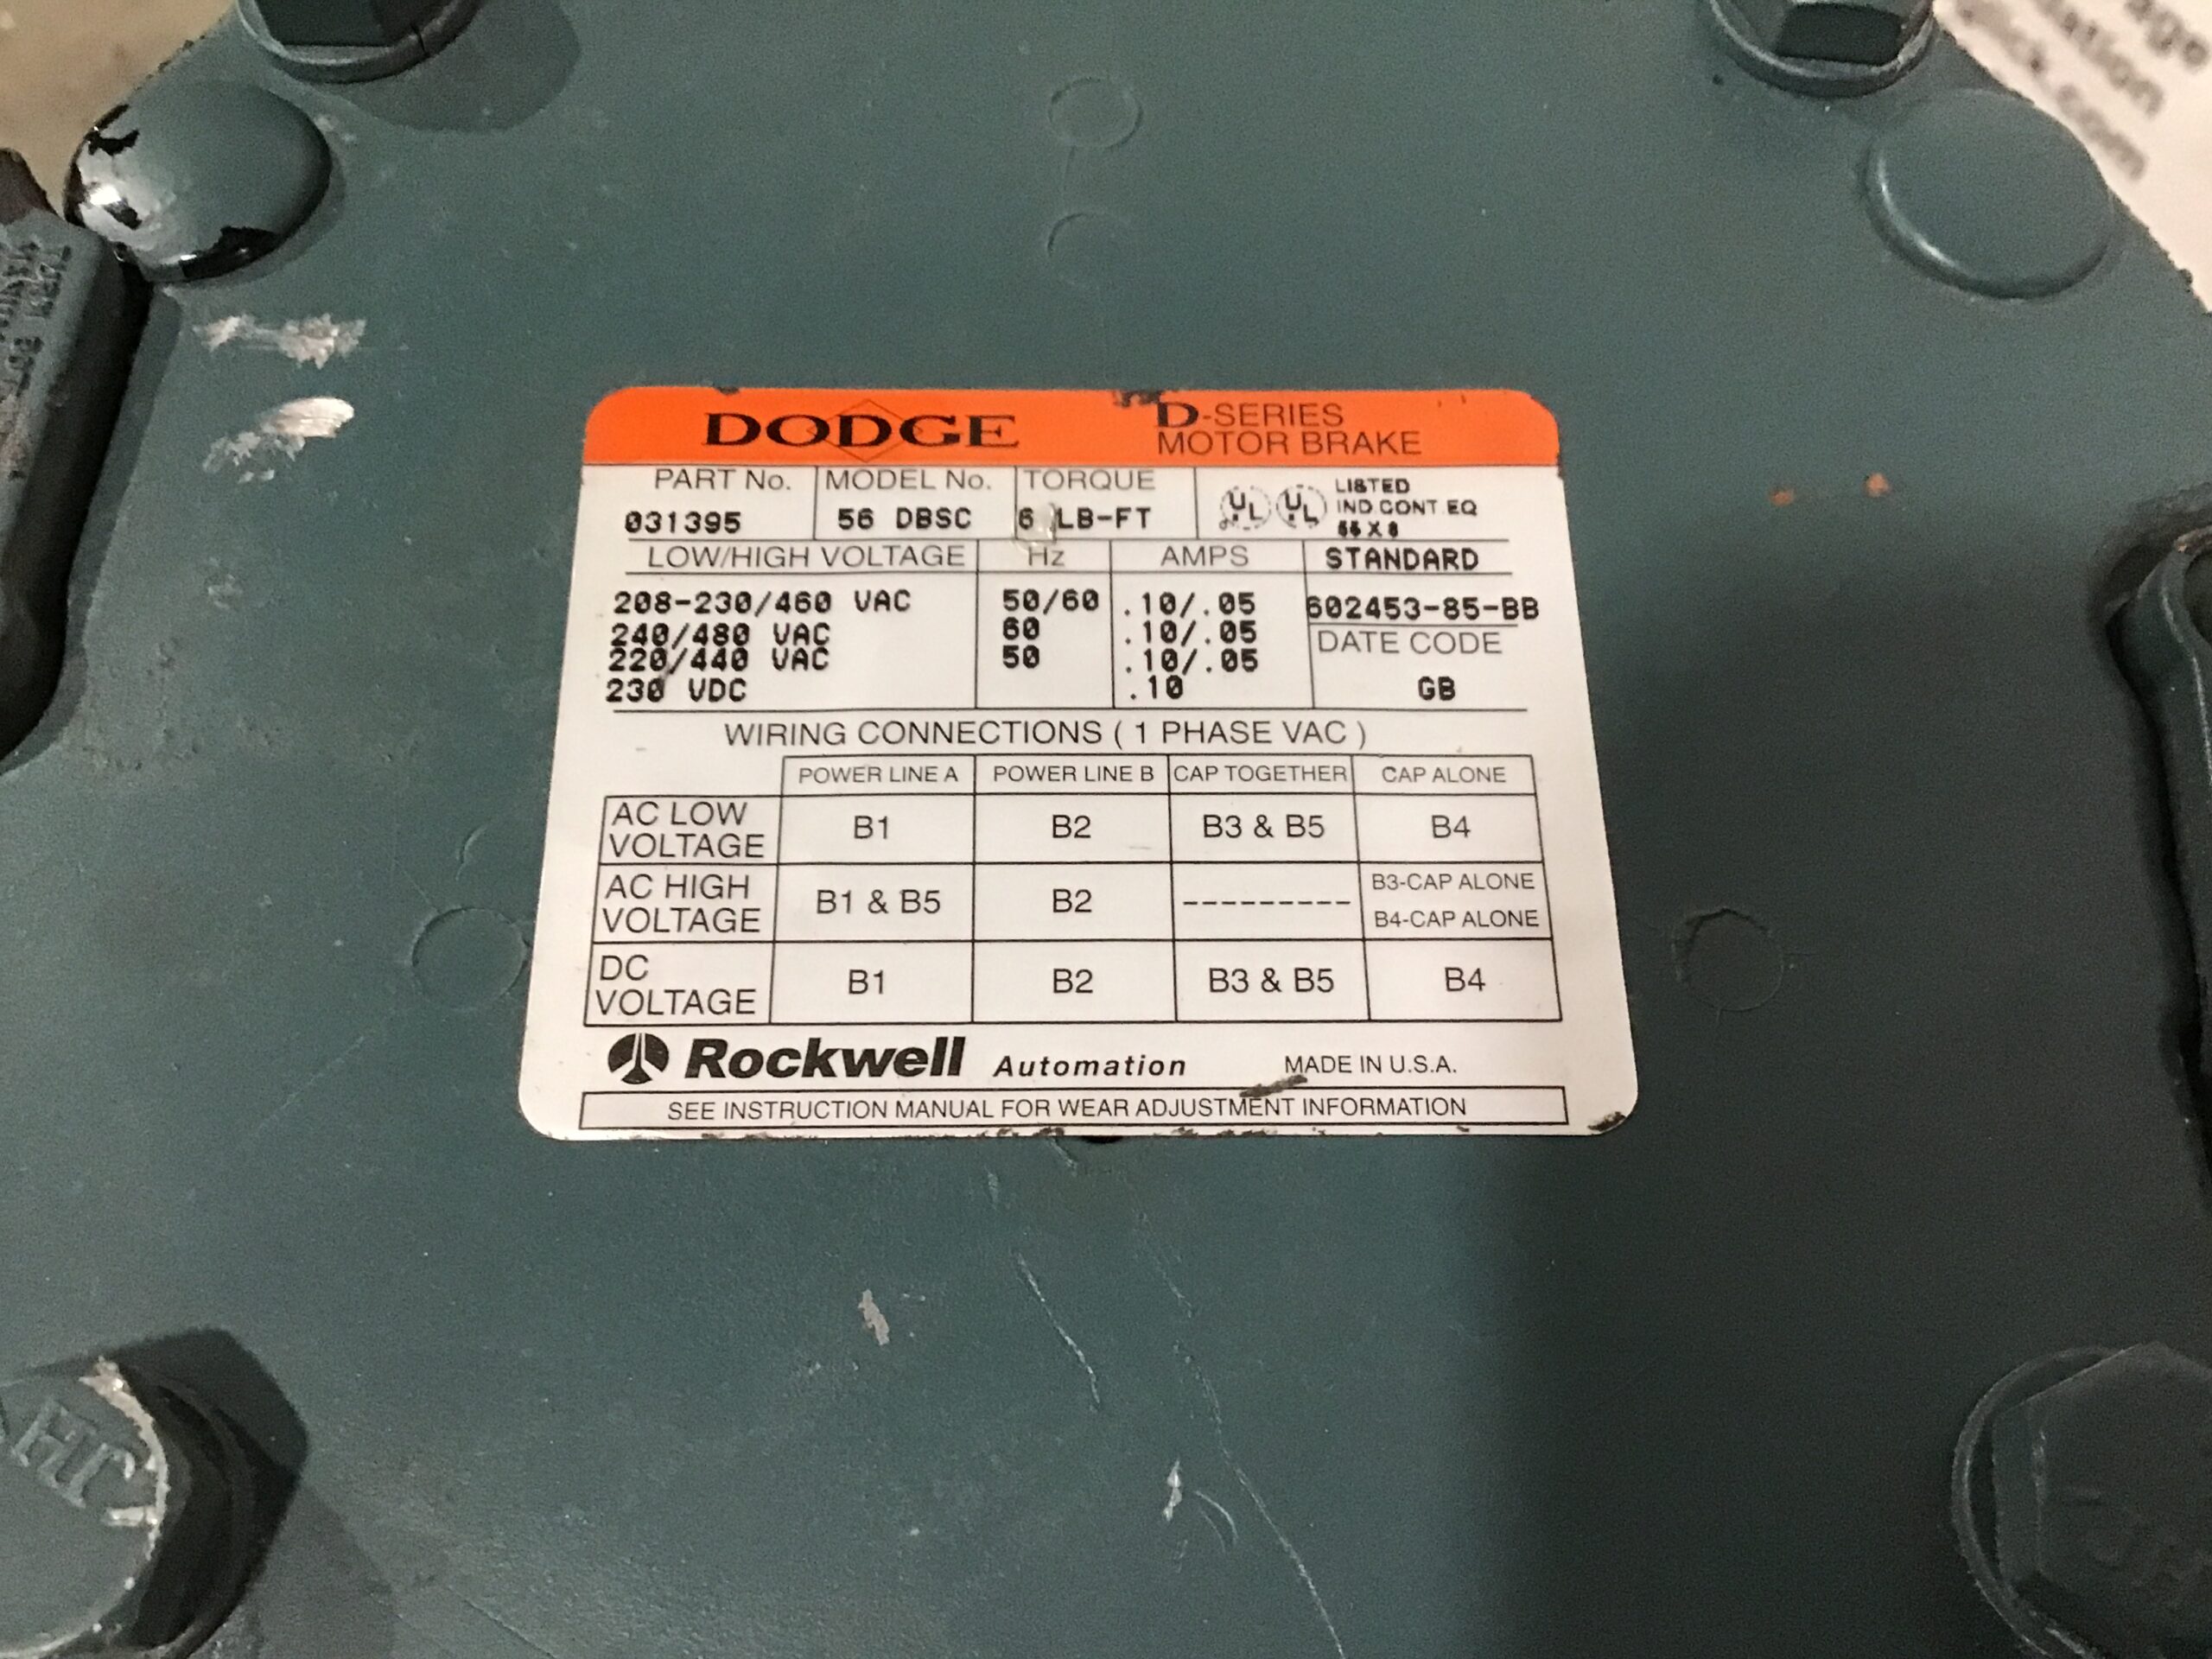 DODGE
D-SERIES
MOTOR BRAKE
PART No. MODEL No. TORQUE
031395 56 DBSC 6 LB-FT
UL UL LISTED
IND. CONT. EQ
LOW/HIGH VOLTAGE Hz AMPS STANDARD
208-230/460 VAC 50/60 .10/.05 602453-85-BB
240/480 VAC 60 .10/.05
220/440 VAC 50 .10/.05
230 VDC .10
DATE CODE
GB
WIRING CONNECTIONS ( 1 PHASE VAC )
POWER LINE A POWER LINE B CAP TOGETHER CAP ALONE
AC LOW
VOLTAGE B1 B2 B3 & B5 B4
AC HIGH
VOLTAGE B1 & B5 B2 --------- B3-CAP ALONE
B4-CAP ALONE
DC
VOLTAGE B1 B2 B3 & B5 B4
Rockwell Automation MADE IN U.S.A.
SEE INSTRUCTION MANUAL FOR WEAR ADJUSTMENT INFORMATION